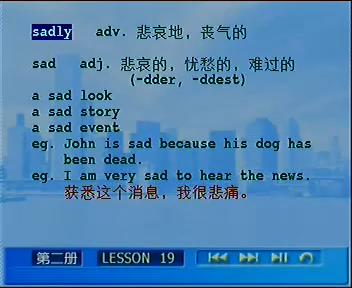 sadly adv. 悲哀地，丧气的
sad adj. 悲哀的，忧愁的，难过的
(-dder, -ddest)
a sad look
a sad story
a sad event
eg. John is sad because his dog has
been dead.
eg. I am very sad to hear the news.
获悉这个消息，我很悲痛。
第二册 LESSON 19